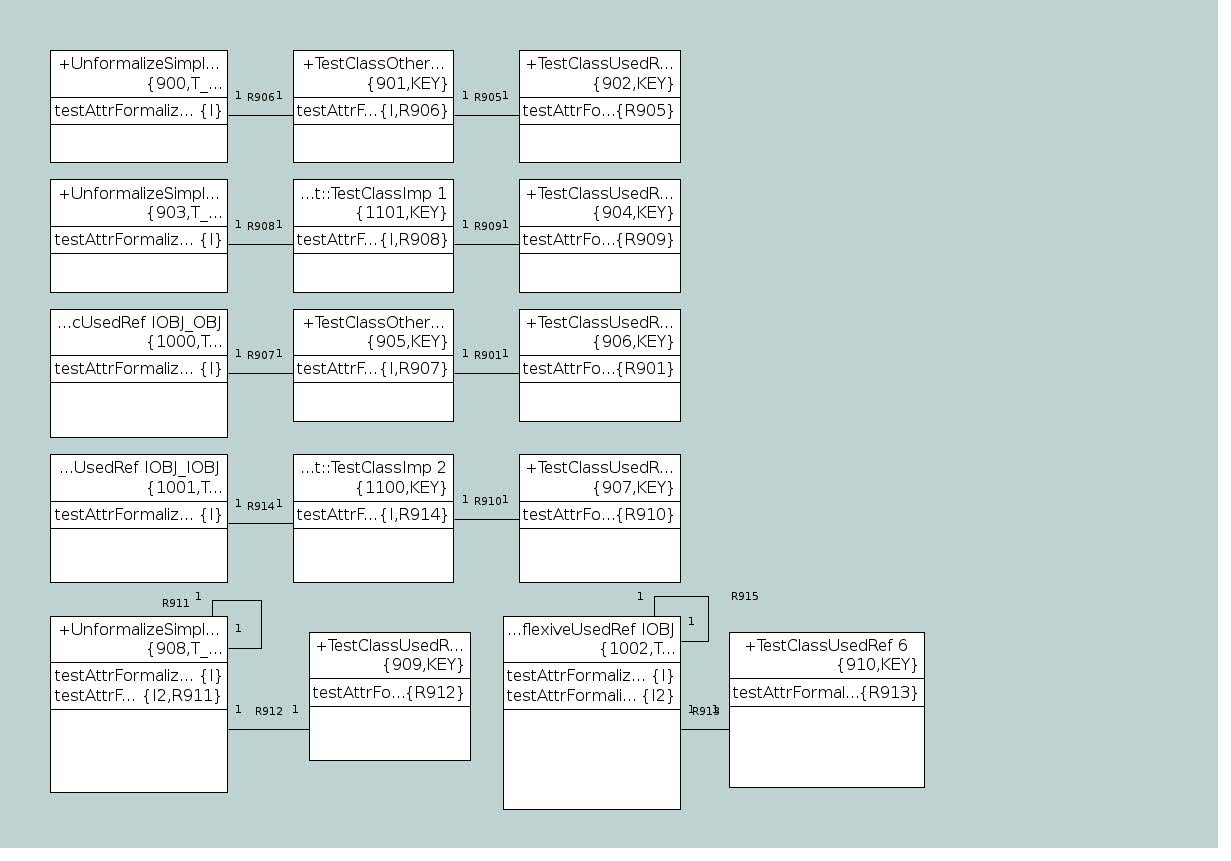 +UnformalizeSimpl...
{900,T_...
testAttrFormaliz... {I}
1 R906 1
+TestClassOther...
{901,KEY}
testAttrF...{I,R906}
1 R905 1
+TestClassUsedR...
{902,KEY}
testAttrFo...{R905}
+UnformalizeSimpl...
{903,T_...
testAttrFormaliz... {I}
1 R908 1
...t::TestClassImp 1
{1101,KEY}
testAttrF...{I,R908}
1 R909 1
+TestClassUsedR...
{904,KEY}
testAttrFo...{R909}
...cUsedRef IOBJ_OBJ
{1000,T...
testAttrFormaliz... {I}
1 R907 1
+TestClassOther...
{905,KEY}
testAttrF...{I,R907}
1 R901 1
+TestClassUsedR...
{906,KEY}
testAttrFo...{R901}
...UsedRef IOBJ_IOBJ
{1001,T...
testAttrFormaliz... {I}
1 R914 1
...t::TestClassImp 2
{1100,KEY}
testAttrF...{I,R914}
1 R910 1
+TestClassUsedR...
{907,KEY}
testAttrFo...{R910}
R911 1
1
+UnformalizeSimpl...
{908,T_...
testAttrFormaliz... {I}
testAttrF... {I2,R911}
1 R912 1
+TestClassUsedR...
{909,KEY}
testAttrFo...{R912}
1 R915
1
...flexiveUsedRef IOBJ
{1002,T...
testAttrFormaliz... {I}
testAttrFormali... {I2}
1 R913 1
+TestClassUsedRef 6
{910,KEY}
testAttrFormal...{R913}